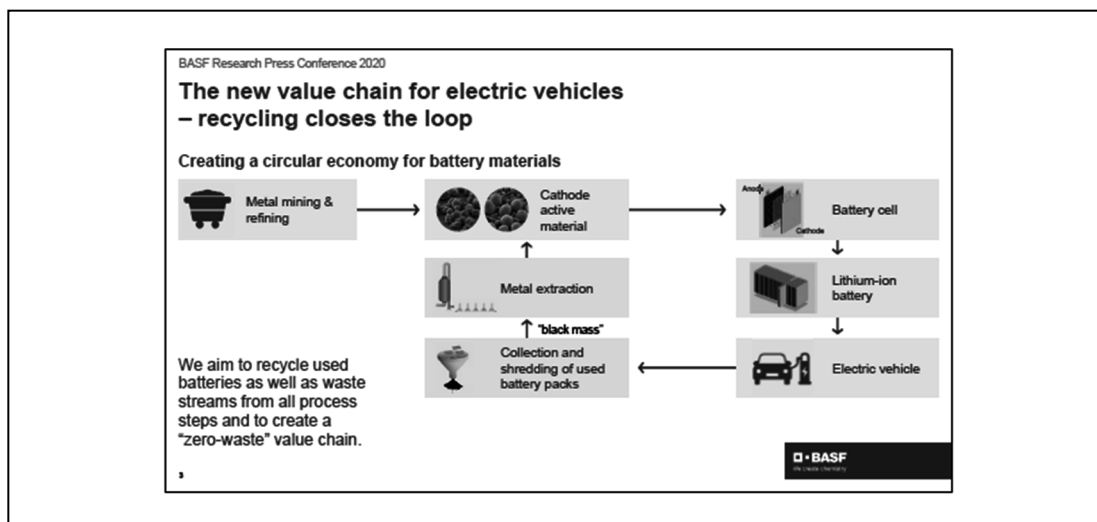 BASF Research Press Conference 2020
The new value chain for electric vehicles
– recycling closes the loop
Creating a circular economy for battery materials
Metal mining &
refining
Cathode
active
material
Anode
Cathode
Battery cell
Metal extraction
Lithium-ion
battery
"black mass"
Collection and
shredding of used
battery packs
Electric vehicle
We aim to recycle used
batteries as well as waste
streams from all process
steps and to create a
“zero-waste” value chain.
3
BASF
We create chemistry